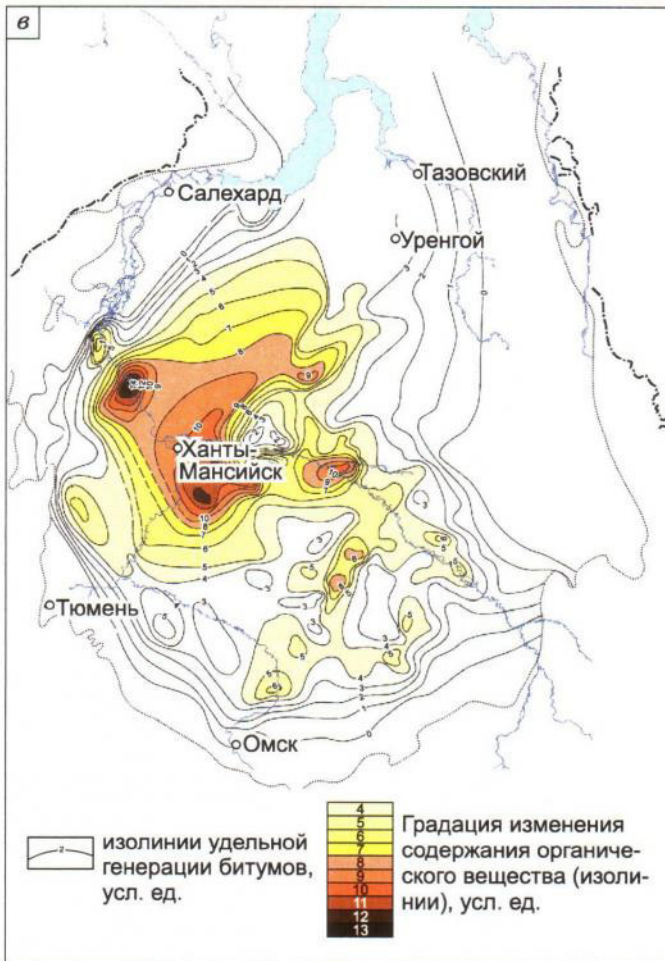 в
Салехард
Тазовский
Уренгой
Ханты-
Мансийск
Тюмень
Омск
2
изолинии удельной
генерации битумов,
усл. ед.
4
5
6
7
8
9
10
11
12
13
Градация изменения
содержания органиче-
ского вещества (изоли-
нии), усл. ед.